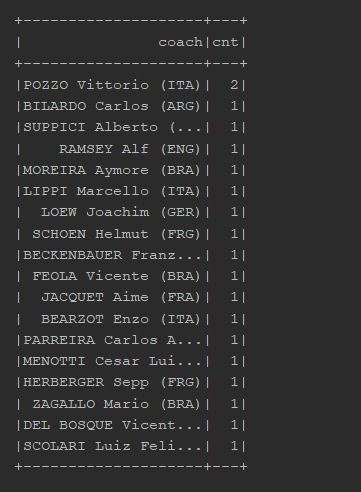 +--------------------+---+
|               coach|cnt|
+--------------------+---+
|POZZO Vittorio (ITA)|  2|
|BILARDO Carlos (ARG)|  1|
|SUPPICI Alberto (...|  1|
|    RAMSEY Alf (ENG)|  1|
|MOREIRA Aymore (BRA)|  1|
|LIPPI Marcello (ITA)|  1|
|  LOEW Joachim (GER)|  1|
| SCHOEN Helmut (FRG)|  1|
|BECKENBAUER Franz...|  1|
| FEOLA Vicente (BRA)|  1|
|  JACQUET Aime (FRA)|  1|
|  BEARZOT Enzo (ITA)|  1|
|PARREIRA Carlos A...|  1|
|MENOTTI Cesar Lui...|  1|
|HERBERGER Sepp (FRG)|  1|
| ZAGALLO Mario (BRA)|  1|
|DEL BOSQUE Vicent...|  1|
|SCOLARI Luiz Feli...|  1|
+--------------------+---+